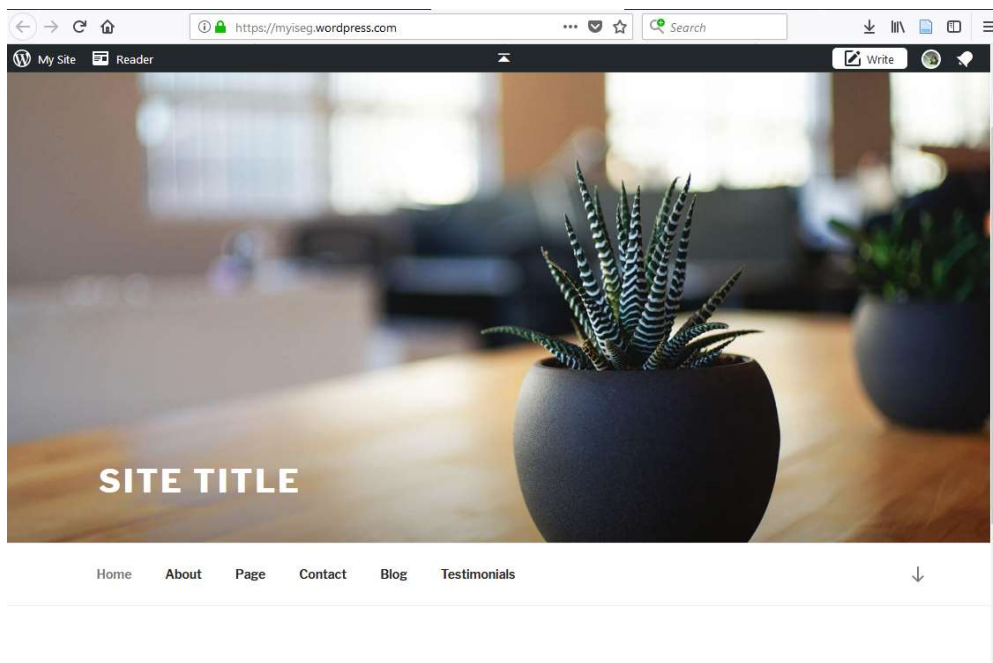 https://myiseg.wordpress.com
Search
My Site
Reader
Write
SITE TITLE
Home
About
Page
Contact
Blog
Testimonials